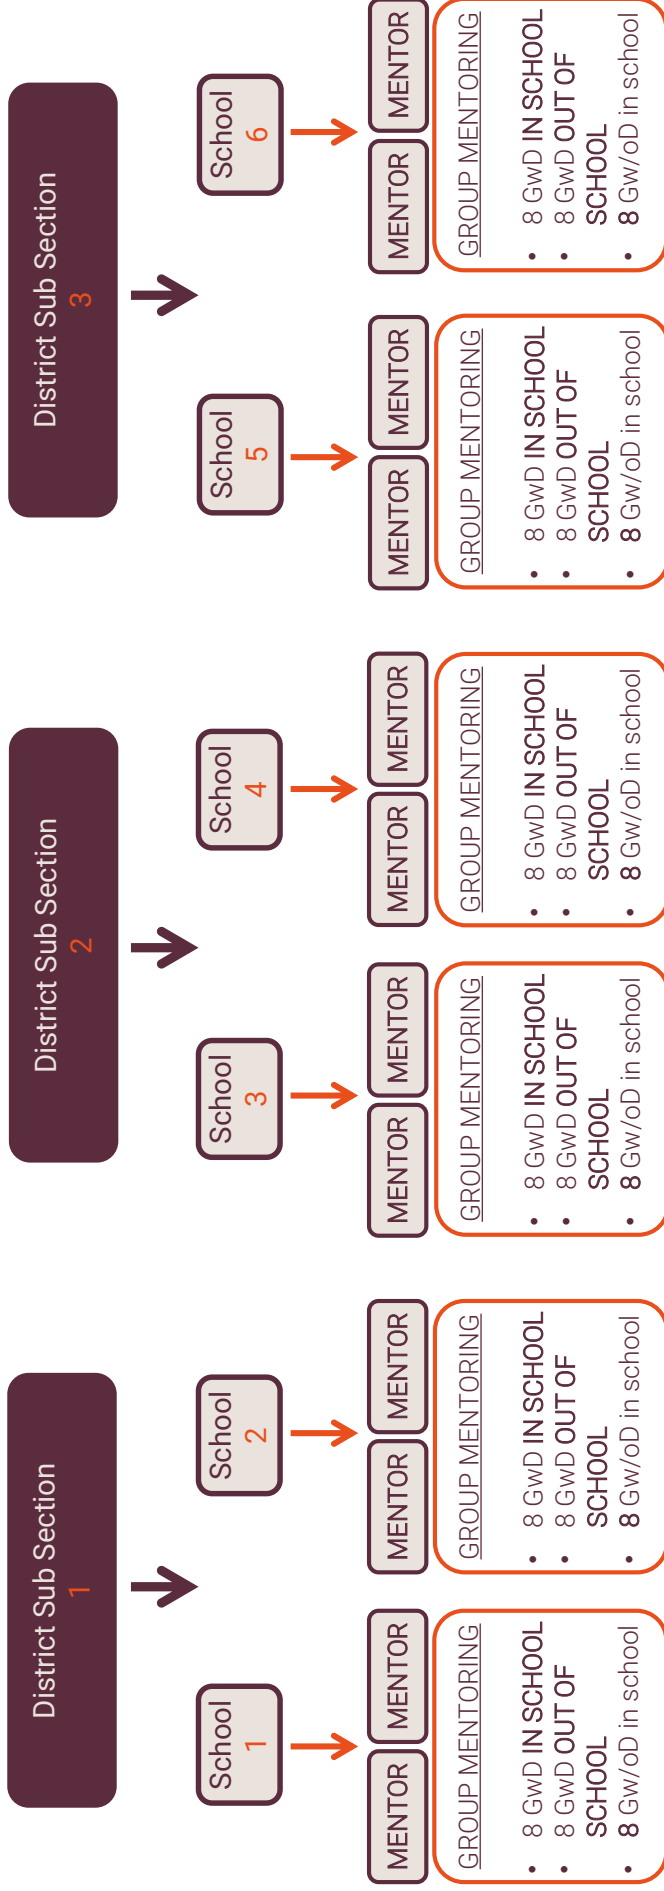 District Sub Section
1
District Sub Section
2
District Sub Section
3
School
1
School
2
School
3
School
4
School
5
School
6
MENTOR
MENTOR
MENTOR
MENTOR
MENTOR
MENTOR
MENTOR
MENTOR
MENTOR
MENTOR
MENTOR
MENTOR
GROUP MENTORING
• 8 GwD IN SCHOOL
• 8 GwD OUT OF
SCHOOL
• 8 Gw/oD in school
GROUP MENTORING
• 8 GwD IN SCHOOL
• 8 GwD OUT OF
SCHOOL
• 8 Gw/oD in school
GROUP MENTORING
• 8 GwD IN SCHOOL
• 8 GwD OUT OF
SCHOOL
• 8 Gw/oD in school
GROUP MENTORING
• 8 GwD IN SCHOOL
• 8 GwD OUT OF
SCHOOL
• 8 Gw/oD in school
GROUP MENTORING
• 8 GwD IN SCHOOL
• 8 GwD OUT OF
SCHOOL
• 8 Gw/oD in school
GROUP MENTORING
• 8 GwD IN SCHOOL
• 8 GwD OUT OF
SCHOOL
• 8 Gw/oD in school